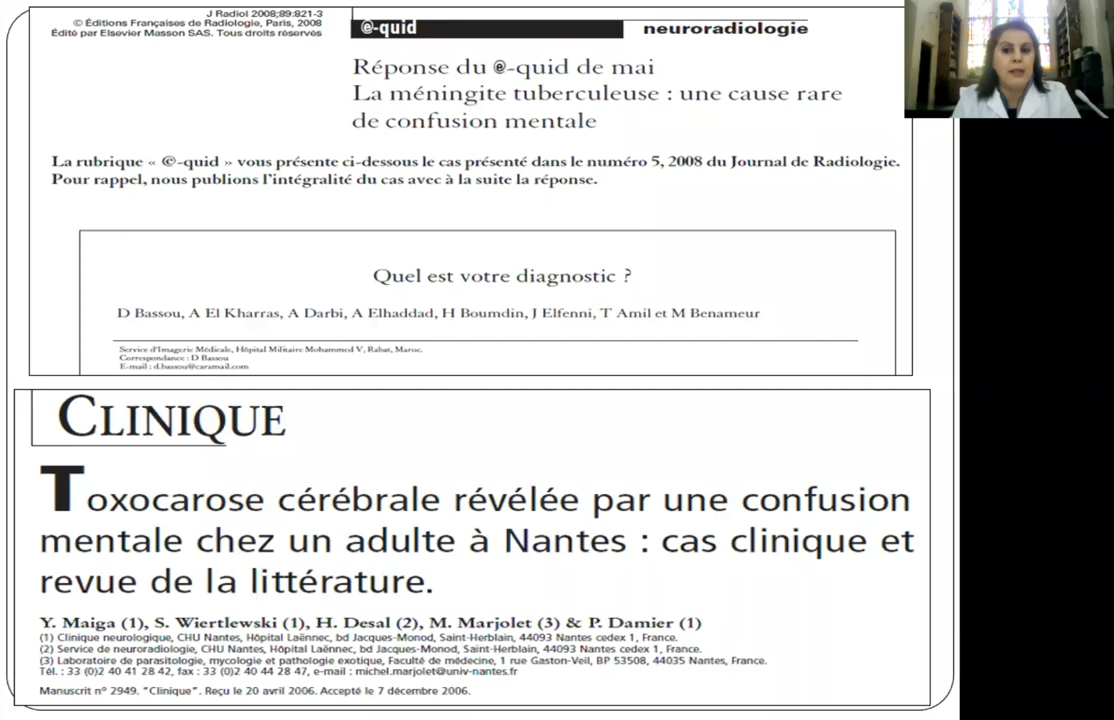 J Radiol 2008;89:821-3
© Éditions Françaises de Radiologie, Paris, 2008
Édité par Elsevier Masson SAS. Tous droits réservés
e-quid
neuroradiologie
Réponse du e-quid de mai
La méningite tuberculeuse : une cause rare
de confusion mentale
La rubrique « e-quid » vous présente ci-dessous le cas présenté dans le numéro 5, 2008 du Journal de Radiologie.
Pour rappel, nous publions l’intégralité du cas avec à la suite la réponse.
Quel est votre diagnostic ?
D Bassou, A El Kharras, A Darbi, A Elhaddad, H Boumdin, J Elfenni, T Amil et M Benameur
Service d’Imagerie Médicale, Hôpital Militaire Mohammed V, Rabat, Maroc.
Correspondance : D Bassou
E-mail : d.bassou@caramail.com
CLINIQUE
Toxocarose cérébrale révélée par une confusion
mentale chez un adulte à Nantes : cas clinique et
revue de la littérature.
Y. Maiga (1), S. Wiertlewski (1), H. Desal (2), M. Marjolet (3) & P. Damier (1)
(1) Clinique neurologique, CHU Nantes, Hôpital Laënnec, bd Jacques-Monod, Saint-Herblain, 44093 Nantes cedex 1, France.
(2) Service de neuroradiologie, CHU Nantes, Hôpital Laënnec, bd Jacques-Monod, Saint-Herblain, 44093 Nantes cedex 1, France.
(3) Laboratoire de parasitologie, mycologie et pathologie exotique, Faculté de médecine, 1 rue Gaston-Veil, BP 53508, 44035 Nantes, France.
Tél. : 33 (0)2 40 41 28 42, fax : 33 (0)2 40 44 28 47, e-mail : michel.marjolet@univ-nantes.fr
Manuscrit n° 2949. “Clinique”. Reçu le 20 avril 2006. Accepté le 7 décembre 2006.